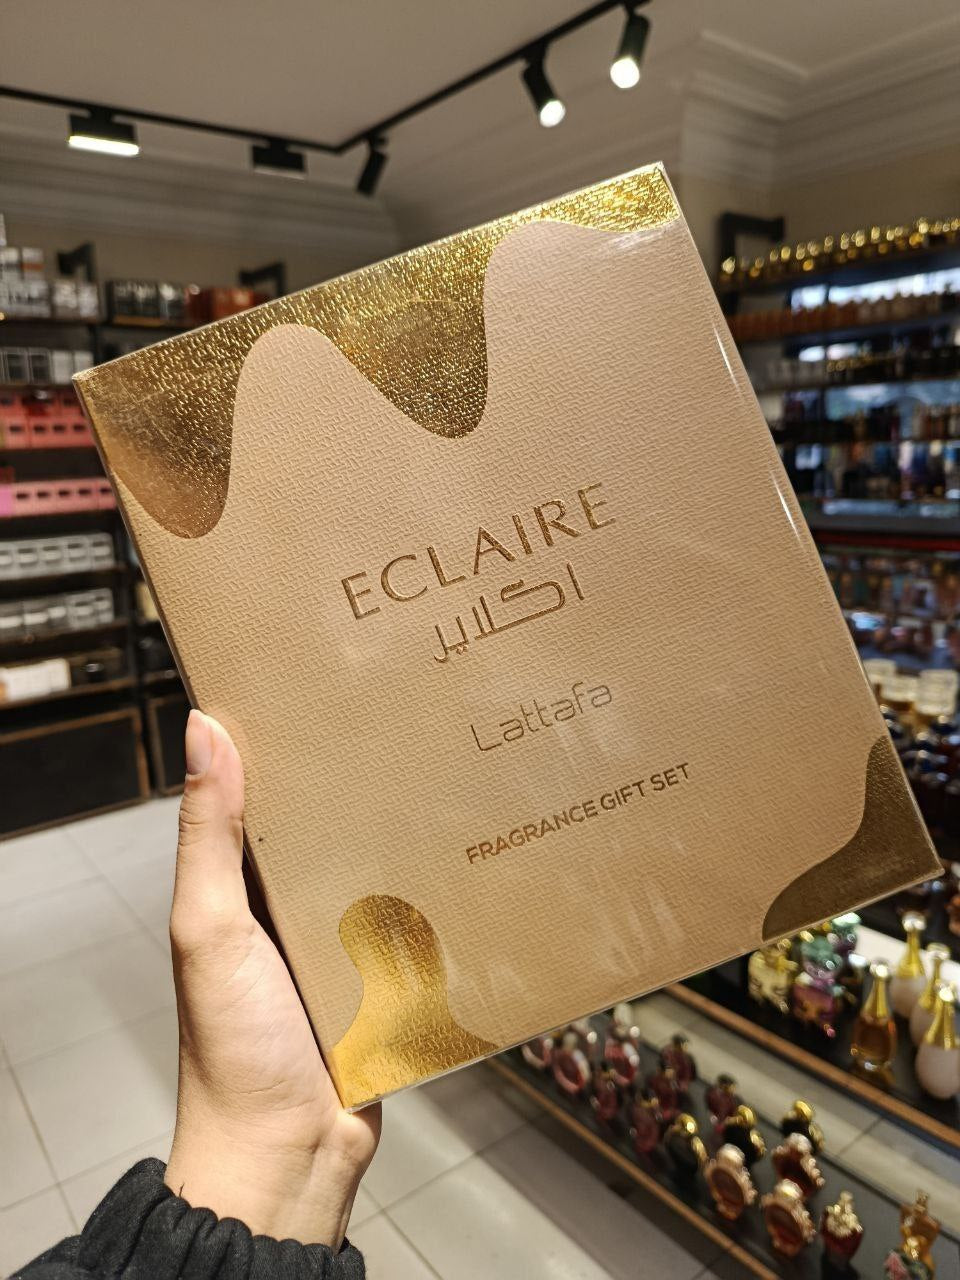 ECLAIRE
اكلاير
Lattafa
FRAGRANCE GIFT SET